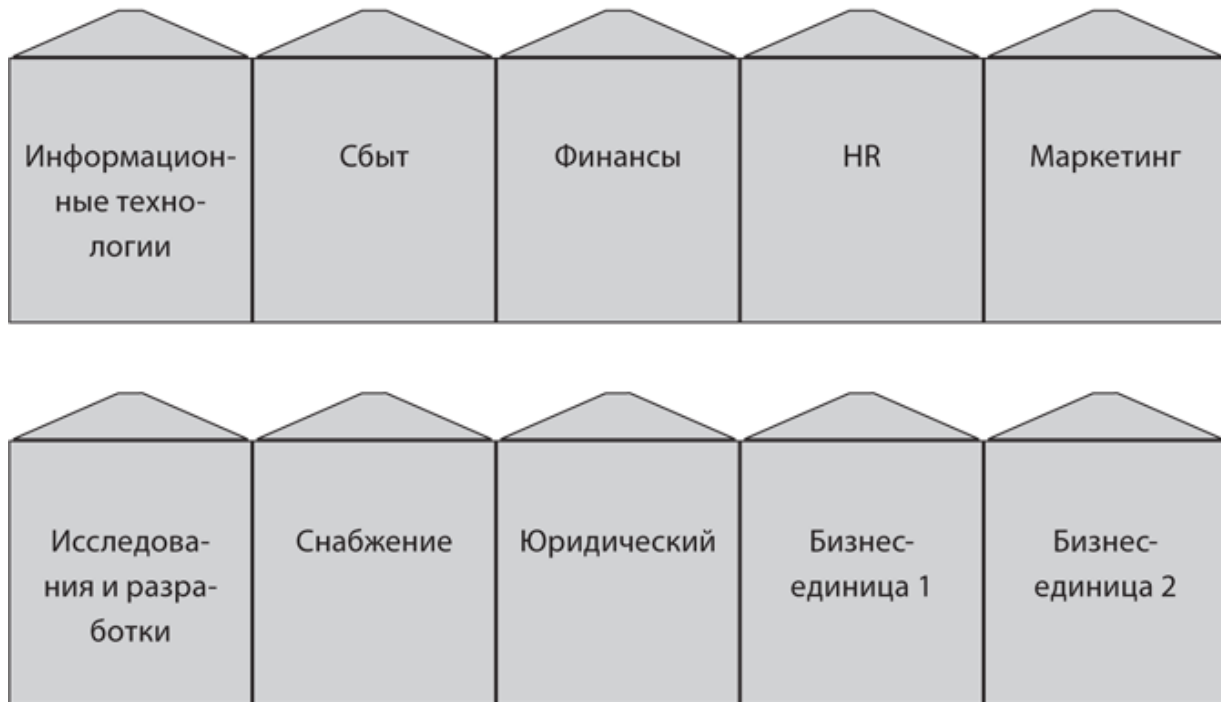 Информацион-
ные техно-
логии
Сбыт
Финансы
HR
Маркетинг
Исследова-
ния и разра-
ботки
Снабжение
Юридический
Бизнес-
единица 1
Бизнес-
единица 2